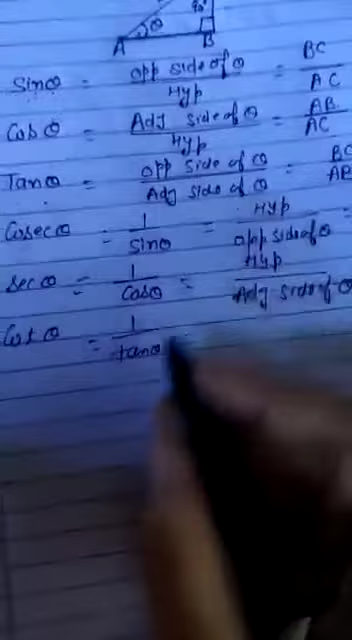 θ 90°
A B
Sinθ = opp side of θ / Hyp = BC / AC
Cosθ = Adj side of θ / Hyp = AB / AC
Tanθ = opp side of θ / Adj side of θ = BC / AB
Cosecθ = 1 / sinθ = Hyp / opp side of θ =
secθ = 1 / cosθ = Hyp / Adj side of θ
Cotθ = 1 / tanθ